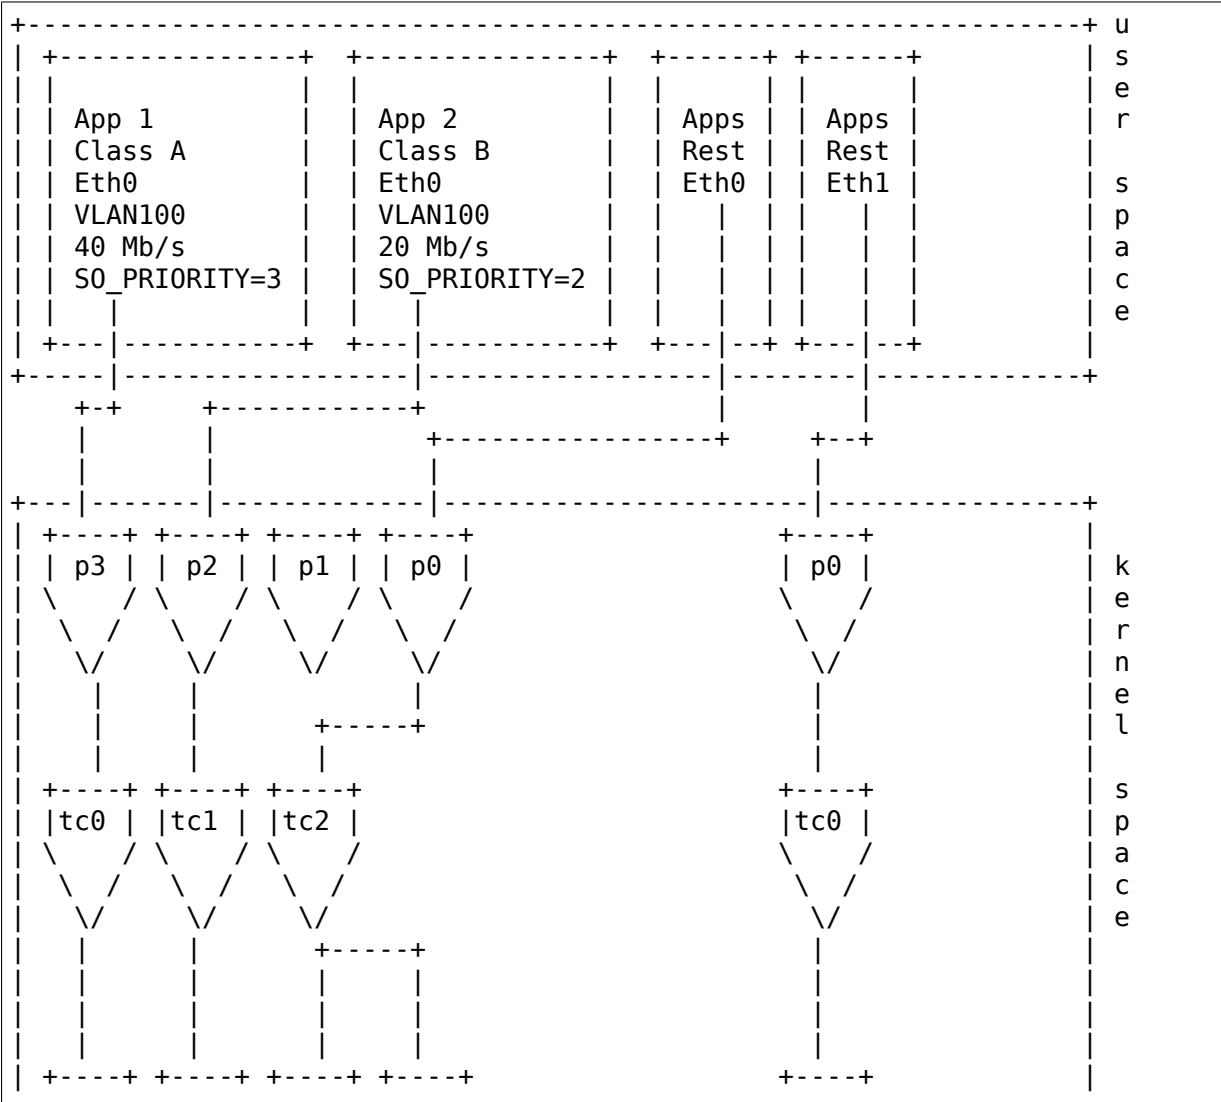 +------------------------------------------------------------------+ u
| +---------------+  +---------------+  +------+ +------+          | s
| |               |  |               |  |      | |      |          | e
| | App 1         |  | App 2         |  | Apps | | Apps |          | r
| | Class A       |  | Class B       |  | Rest | | Rest |          |
| | Eth0          |  | Eth0          |  | Eth0 | | Eth1 |          | s
| | VLAN100       |  | VLAN100       |  |   |  | |   |  |          | p
| | 40 Mb/s       |  | 20 Mb/s       |  |   |  | |   |  |          | a
| | SO_PRIORITY=3 |  | SO_PRIORITY=2 |  |   |  | |   |  |          | c
| |   |           |  |   |           |  |   |  | |   |  |          | e
| +---|-----------+  +---|-----------+  +---|--+ +---|--+          |
+-----|------------------|------------------|--------|-------------+
    +-+     +------------+                  |        |
    |       |             +-----------------+     +--+
    |       |             |                       |
+---|-------|-------------|-----------------------|----------------+
| +----+ +----+ +----+ +----+                   +----+             |
| | p3 | | p2 | | p1 | | p0 |                   | p0 |             | k
| \    / \    / \    / \    /                   \    /             | e
|  \  /   \  /   \  /   \  /                     \  /              | r
|   \/     \/     \/     \/                       \/               | n
|    |     |             |                        |                | e
|    |     |       +-----+                        |                | l
|    |     |       |                              |                |
| +----+ +----+ +----+                          +----+             | s
| |tc0 | |tc1 | |tc2 |                          |tc0 |             | p
| \    / \    / \    /                          \    /             | a
|  \  /   \  /   \  /                            \  /              | c
|   \/     \/     \/                              \/               | e
|   |      |       +-----+                        |                |
|   |      |       |     |                        |                |
|   |      |       |     |                        |                |
|   |      |       |     |                        |                |
| +----+ +----+ +----+ +----+                   +----+             |